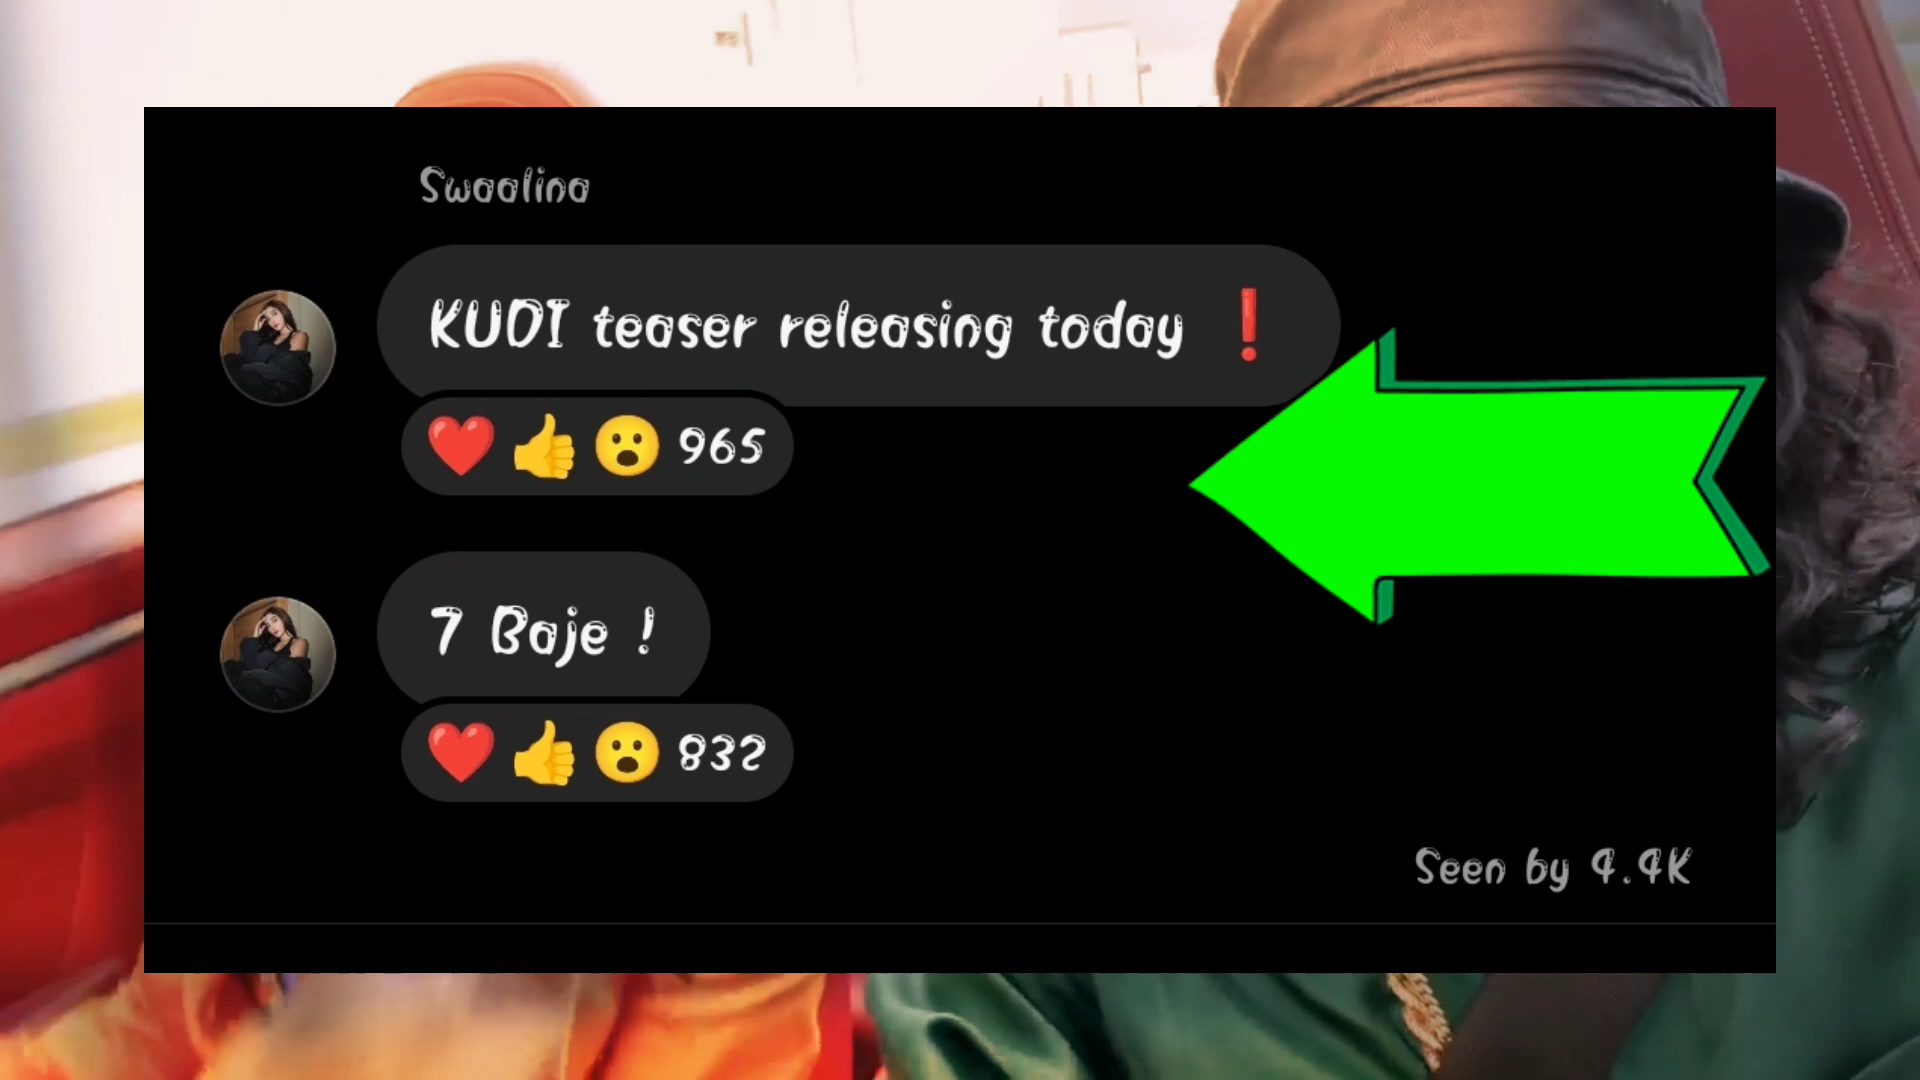 Swaalina
KUDI teaser releasing today ❗
❤️👍😮 965
7 Baje !
❤️👍😮 832
Seen by 4.4K